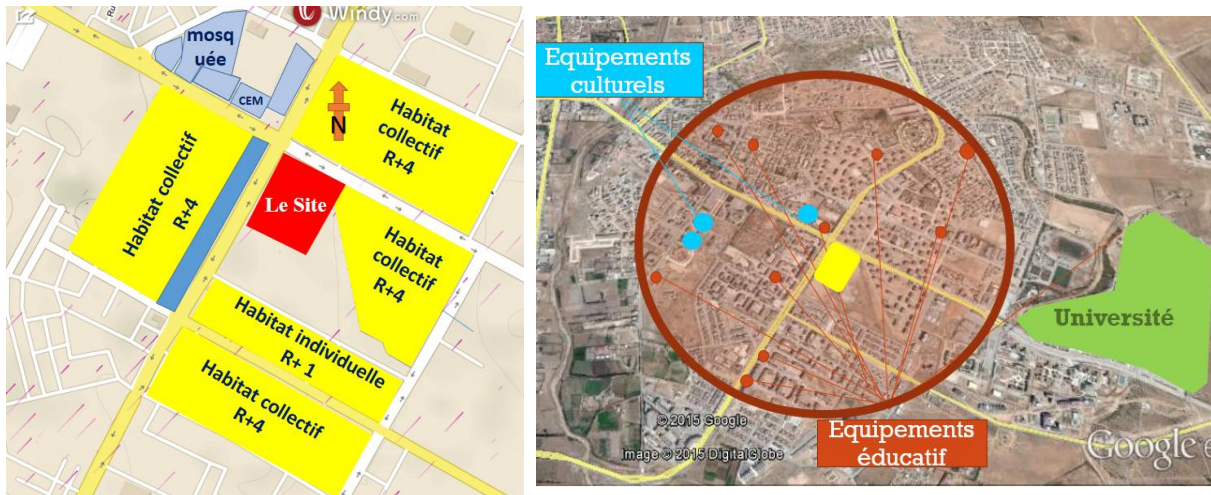 Windy.com
Ru
mosq
uée
CEM
N
Habitat
collectif
R+4
Habitat collectif
R+4
Le Site
Habitat
collectif
R+4
Habitat individuelle
R+ 1
Habitat collectif
R+4
Equipements
culturels
Université
© 2015 Google
Image © 2015 DigitalGlobe
Equipements
éducatif
Google e